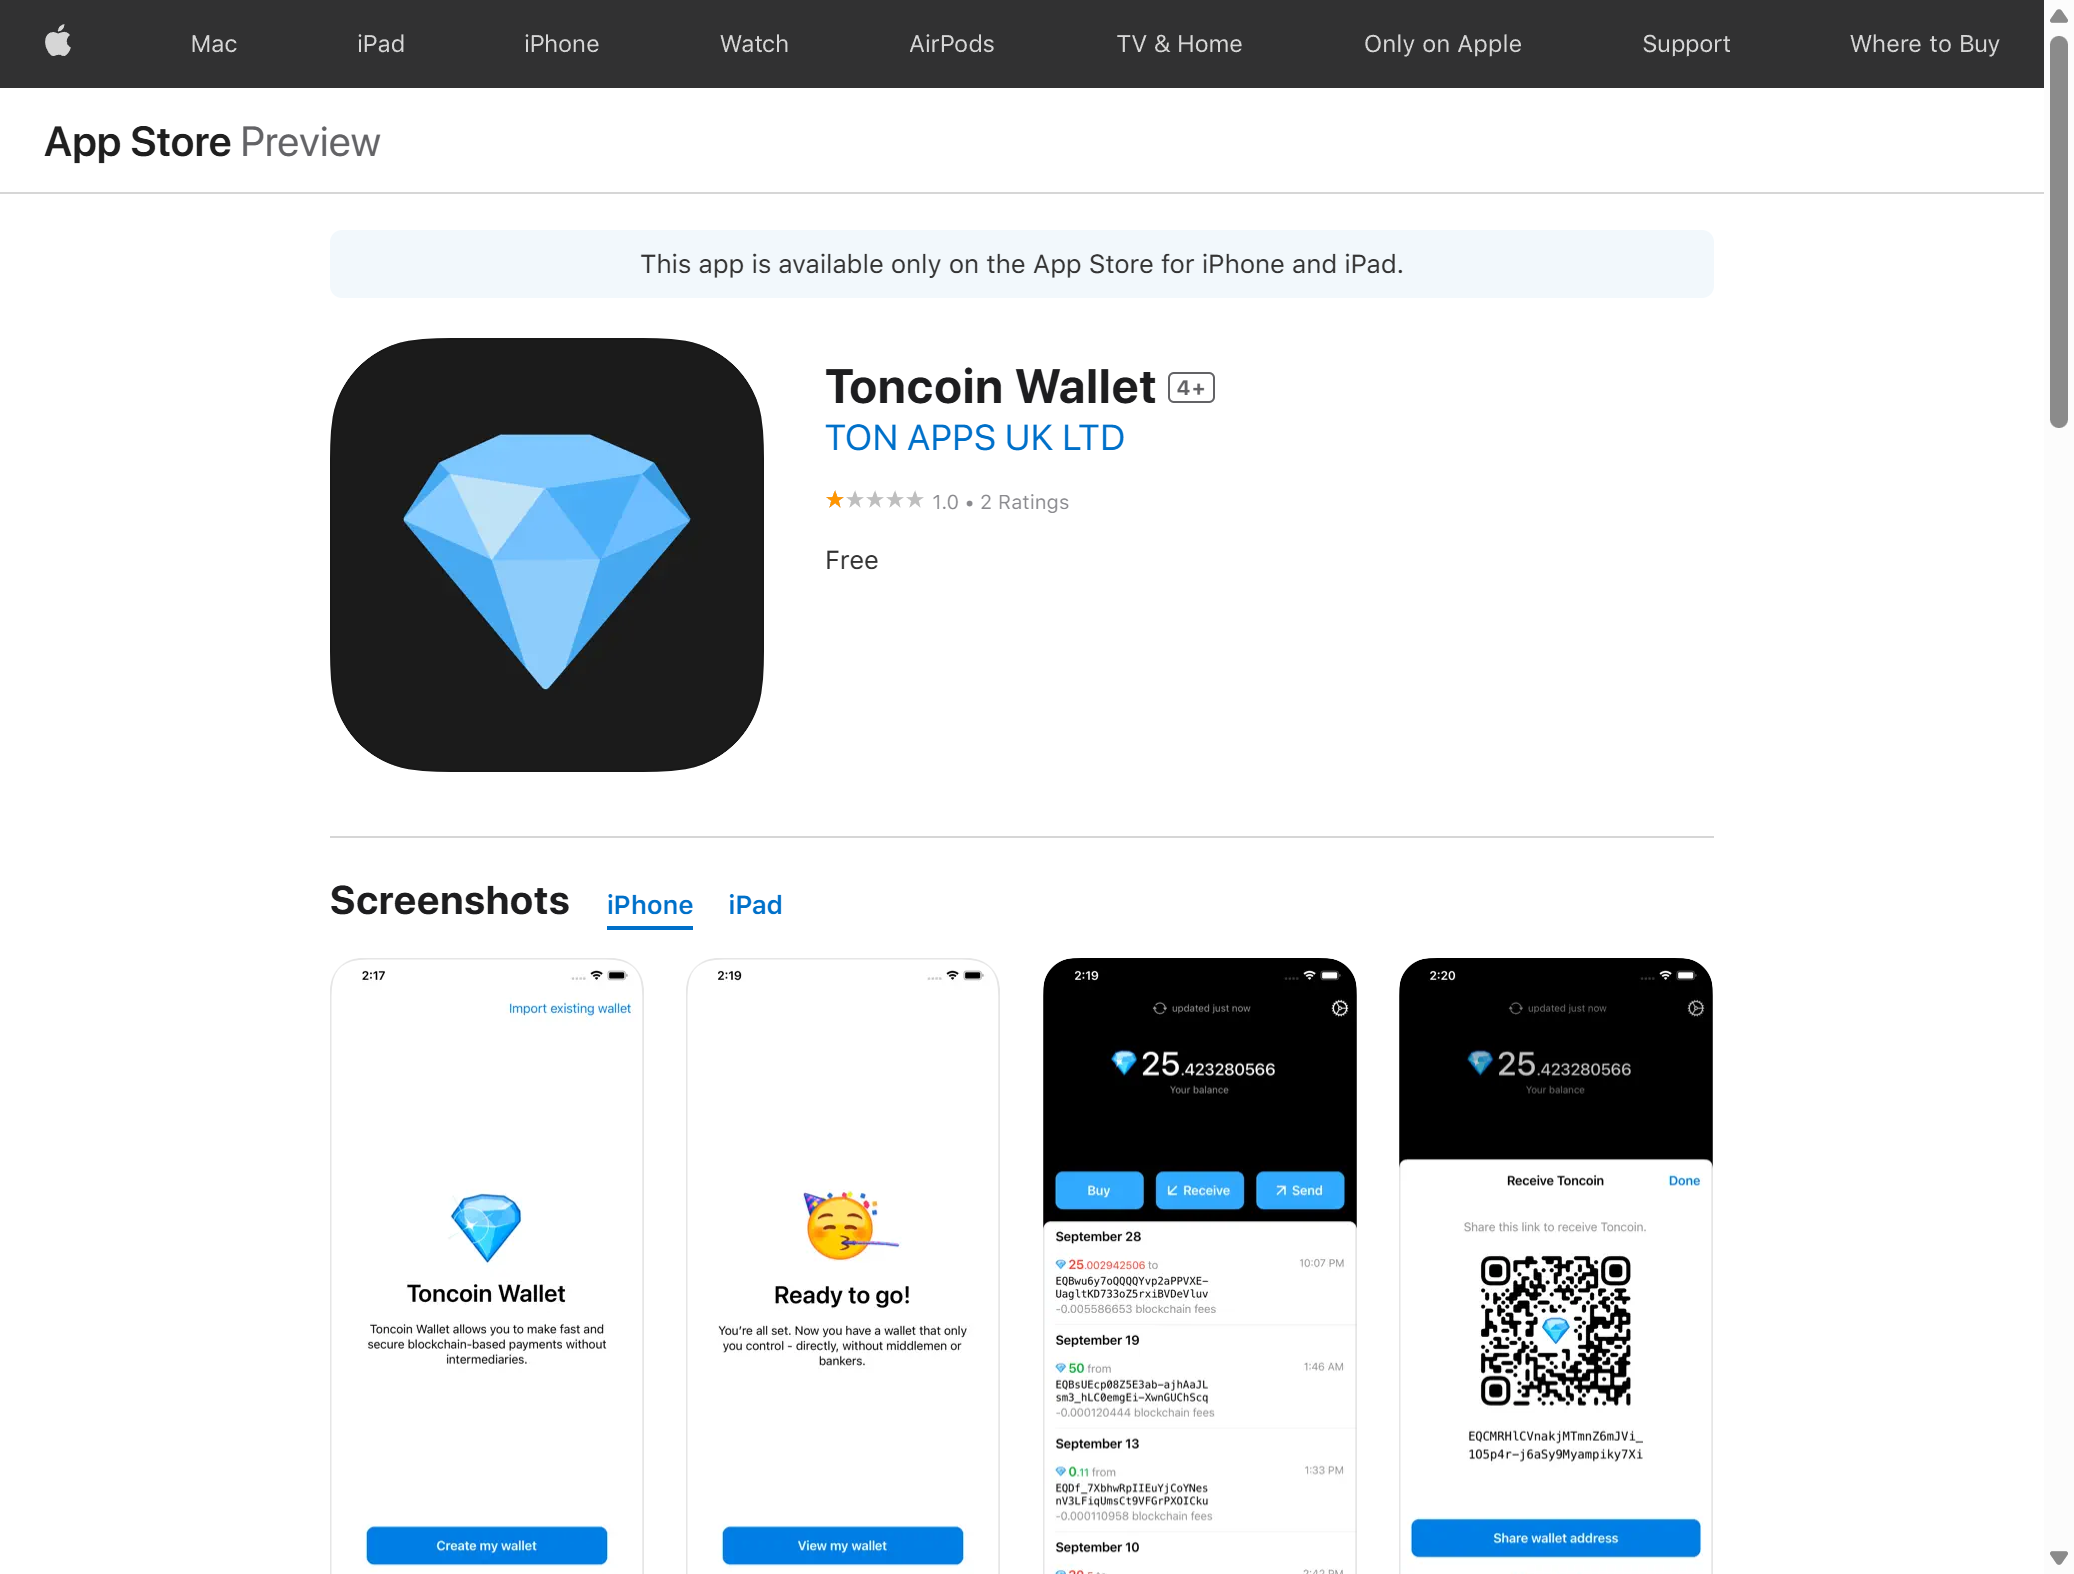 Mac iPad iPhone Watch AirPods TV & Home Only on Apple Support Where to Buy
App Store Preview
This app is available only on the App Store for iPhone and iPad.
Toncoin Wallet 4+
TON APPS UK LTD
1.0 • 2 Ratings
Free
Screenshots iPhone iPad
2:17
Import existing wallet
Toncoin Wallet
Toncoin Wallet allows you to make fast and
secure blockchain-based payments without
intermediaries.
Create my wallet
2:19
Ready to go!
You're all set. Now you have a wallet that only
you control - directly, without middlemen or
bankers.
View my wallet
2:19
updated just now
25.423280566
Your balance
Buy Receive Send
September 28
25.002942506 to 10:07 PM
EQBwu6y7oQQQQYvp2aPPVXE-
UagltKD733oZ5rxiBVDeVluv
-0.005586653 blockchain fees
September 19
50 from 1:46 AM
EQBsUEcp08Z5E3ab-ajhAaJL
sm3_hLC0emgEi-XwnGUChScq
-0.000120444 blockchain fees
September 13
0.11 from 1:33 PM
EQDf_7XbhwRpIIEuYjCoYNes
nV3LFiqUmsCt9VFGrPXOICku
-0.000110958 blockchain fees
September 10
2:20
updated just now
25.423280566
Your balance
Receive Toncoin Done
Share this link to receive Toncoin.
EQCMRHlCVnakjMTmnZ6mJVi_
1O5p4r-j6aSy9Myampiky7Xi
Share wallet address